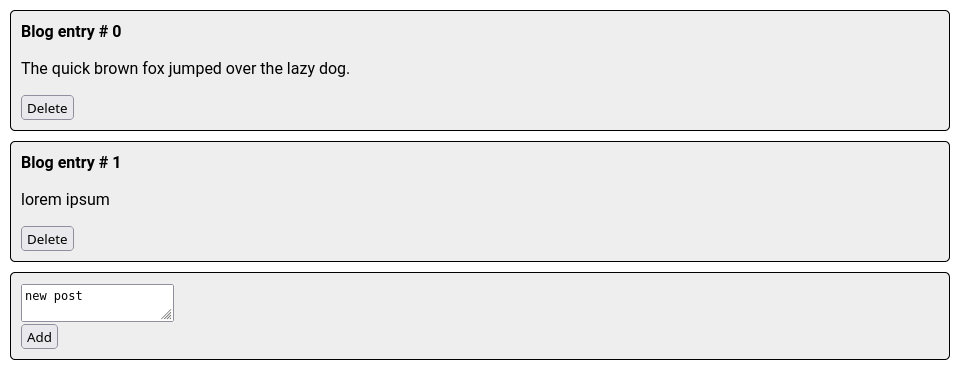 Blog entry # 0
The quick brown fox jumped over the lazy dog.
Delete
Blog entry # 1
lorem ipsum
Delete
new post
Add